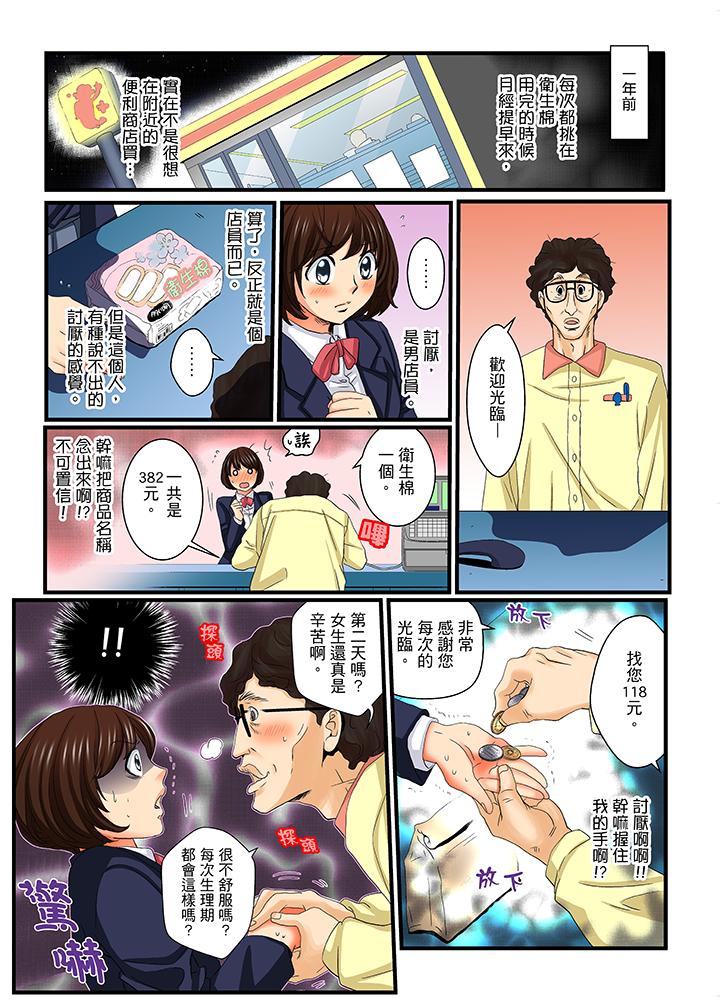 一年前
每次都挑在
衛生棉
用完的時候
月經提早來，
實在不是很想
在附近的
便利商店買…
歡迎光臨—
……
討厭，
是男店員。
算了，反正就是個
店員而已。
衛生棉
……
但是這個人，
有種說不出的
討厭的感覺。
衛生棉
一個。
嗶
誒
一共是
382元。
幹嘛把商品名稱
念出來啊!?
不可置信！
放下
找您
118元。
非常
感謝您
每次的
光臨。
討厭啊啊!!
幹嘛握住
我的手啊!?
放下
第二天嗎？
女生還真是
辛苦啊。
探頭
!!
探頭
很不舒服嗎？
每次生理期
都會這樣嗎？
驚嚇